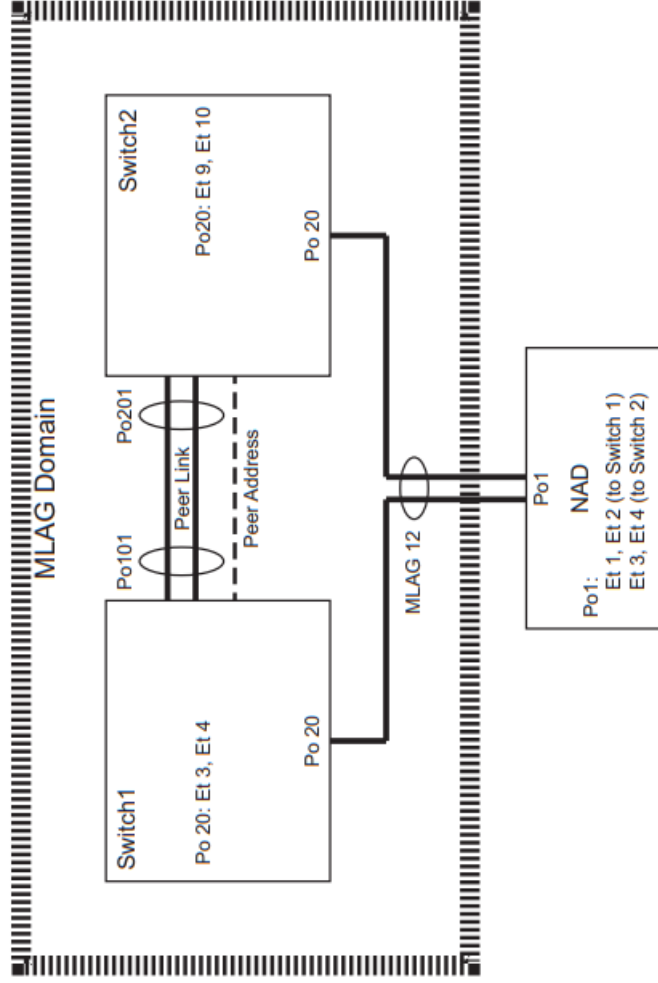 MLAG Domain
Switch1
Po 20: Et 3, Et 4
Po 20
Po101
Peer Link
Po201
Peer Address
Switch2
Po20: Et 9, Et 10
Po 20
MLAG 12
Po1
NAD
Po1:
Et 1, Et 2 (to Switch 1)
Et 3, Et 4 (to Switch 2)